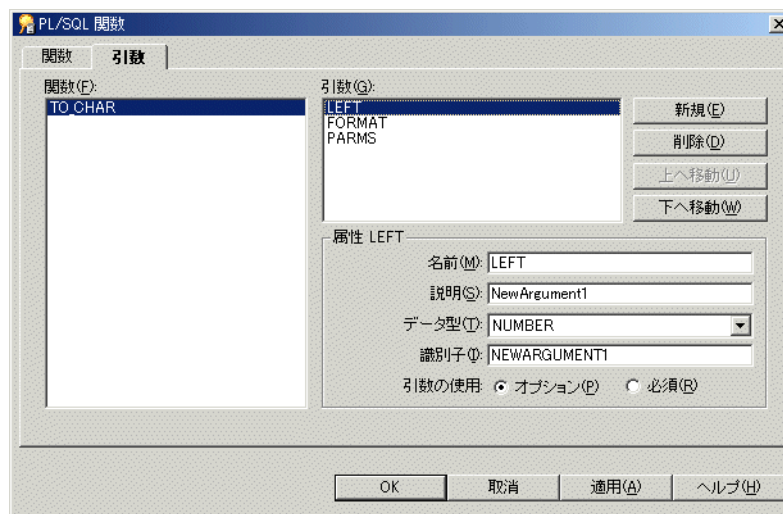 PL/SQL 関数
関数 引数
関数(F):
TO_CHAR
引数(G):
LEFT
FORMAT
PARMS
新規(E)
削除(D)
上へ移動(U)
下へ移動(W)
属性 LEFT
名前(M): LEFT
説明(S): NewArgument1
データ型(T): NUMBER
識別子(I): NEWARGUMENT1
引数の使用: オプション(P) 必須(R)
OK 取消 適用(A) ヘルプ(H)